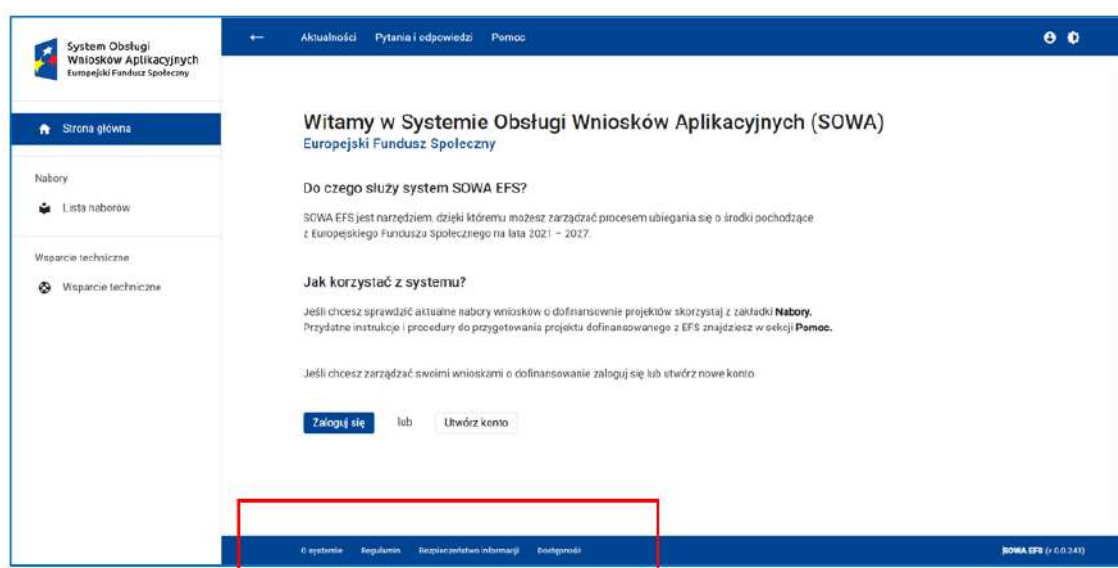 System Obsługi
Wniosków Aplikacyjnych
Europejski Fundusz Społeczny
← Aktualności Pytania i odpowiedzi Pomoc
Strona główna
Nabory
Lista naborów
Wsparcie techniczne
Wsparcie techniczne
Witamy w Systemie Obsługi Wniosków Aplikacyjnych (SOWA)
Europejski Fundusz Społeczny
Do czego służy system SOWA EFS?
SOWA EFS jest narzędziem, dzięki któremu możesz zarządzać procesem ubiegania się o środki pochodzące
z Europejskiego Funduszu Społecznego na lata 2021 – 2027.
Jak korzystać z systemu?
Jeśli chcesz sprawdzić aktualne nabory wniosków o dofinansownie projektów skorzystaj z zakładki Nabory.
Przydatne instrukcje i procedury do przygotowania projektu dofinansowanego z EFS znajdziesz w sekcji Pomoc.
Jeśli chcesz zarządzać swoimi wnioskami o dofinansowanie zaloguj się lub utwórz nowe konto
Zaloguj się lub Utwórz konto
O systemie Regulamin Bezpieczeństwo informacji Dostępność
SOWA EFS (v 0.0.243)